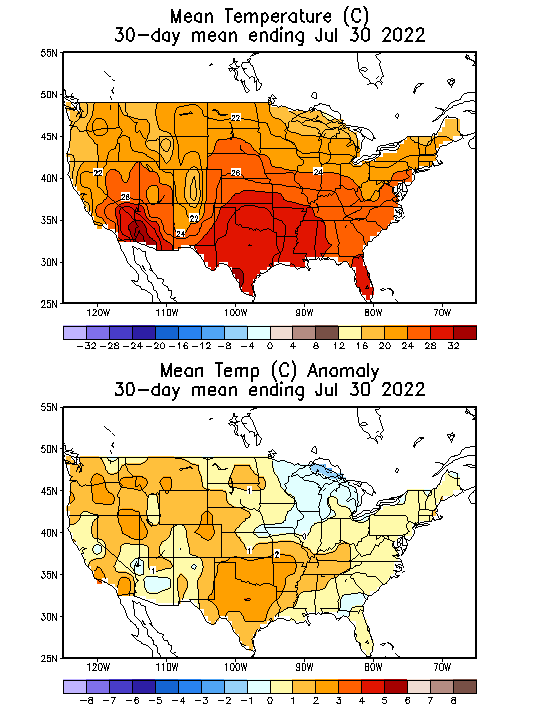 Mean Temperature (C)
30-day mean ending Jul 30 2022
55N
50N
45N
40N
35N
30N
25N
22
22
26
24
28
22
24
120W 110W 100W 90W 80W 70W
-32 -28 -24 -20 -16 -12 -8 -4 0 4 8 12 16 20 24 28 32
Mean Temp (C) Anomaly
30-day mean ending Jul 30 2022
55N
50N
45N
40N
35N
30N
25N
1
1
2
1
120W 110W 100W 90W 80W 70W
-8 -7 -6 -5 -4 -3 -2 -1 0 1 2 3 4 5 6 7 8